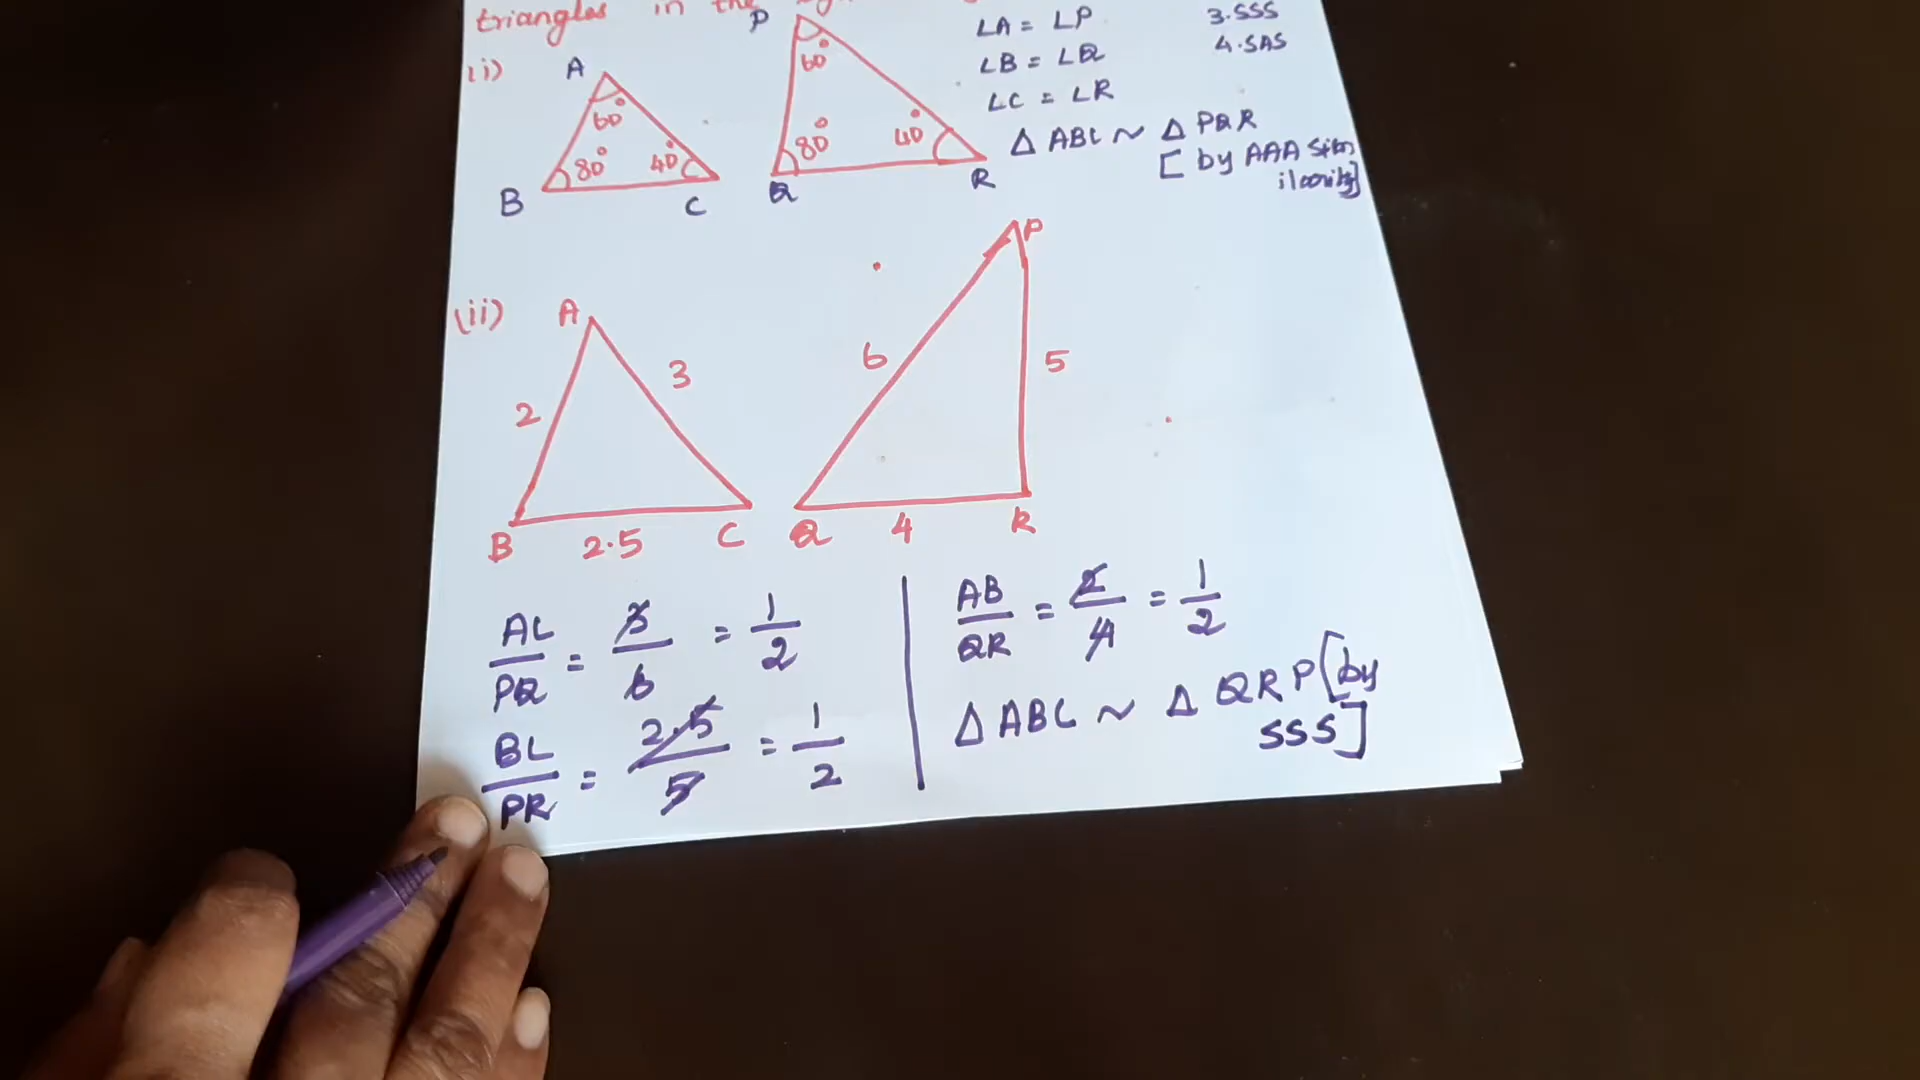 triangles in the
(i) A 60° 80° 40° B C
P 60° 80° 40° Q R
∠A = ∠P
∠B = ∠Q
∠C = ∠R
Δ ABC ~ Δ PQR
[by AAA Sim
ilarity]
3.SSS
4.SAS
(ii) A 2 3 B 2.5 C
P 6 5 Q 4 R
AC/PQ = 3/6 = 1/2
BC/PR = 2.5/5 = 1/2
AB/QR = 2/4 = 1/2
Δ ABC ~ Δ QRP [by
SSS]